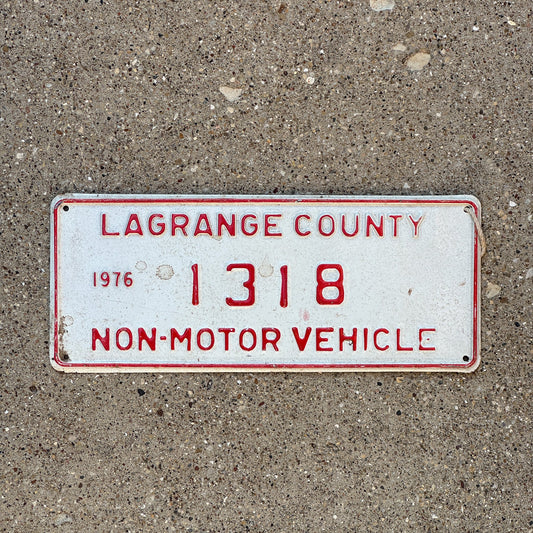 LAGRANGE COUNTY
1976 1318
NON-MOTOR VEHICLE